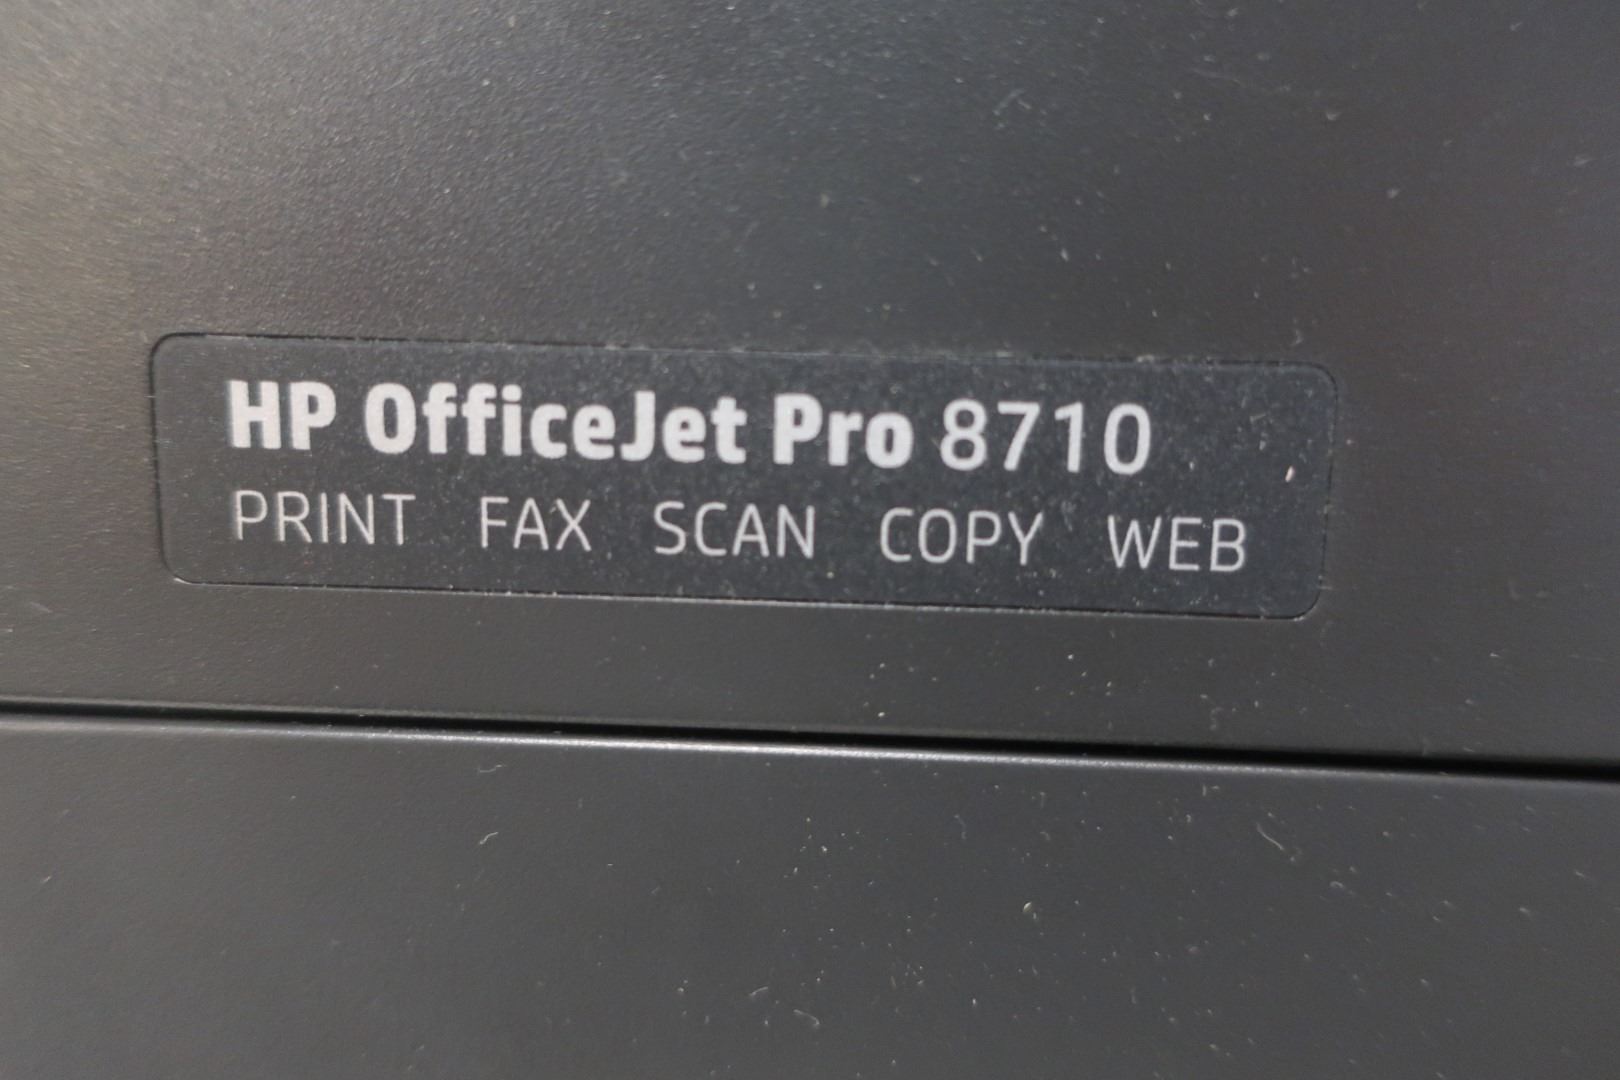 HP OfficeJet Pro 8710
PRINT FAX SCAN COPY WEB